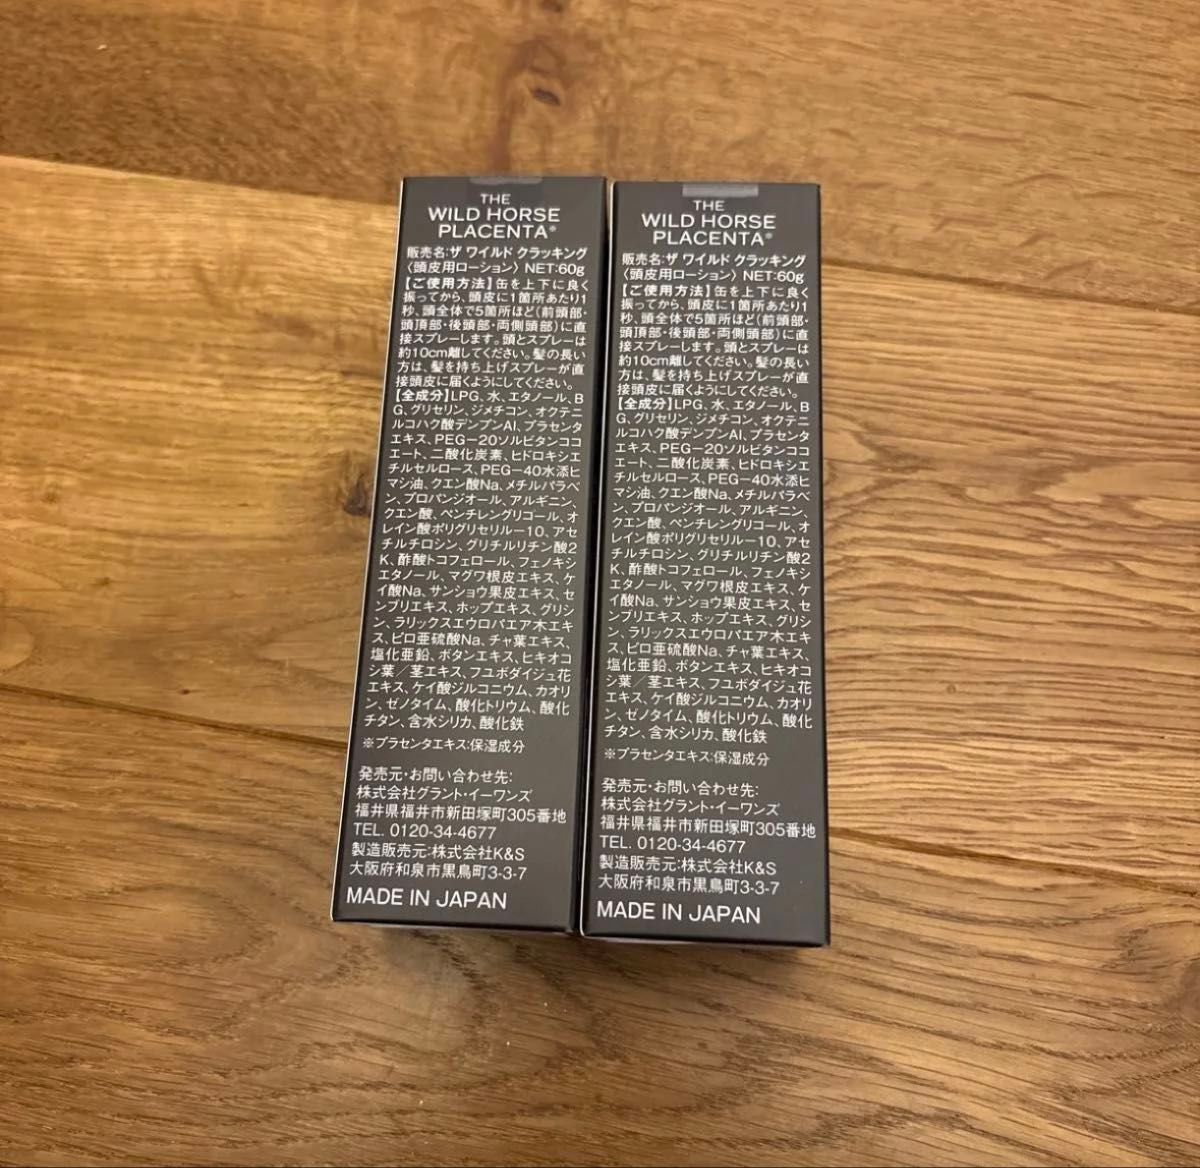 THE
WILD HORSE
PLACENTA®
販売名:ザ ワイルド クラッキング
〈頭皮用ローション〉 NET:60g
【ご使用方法】缶を上下に良く
振ってから、頭皮に1箇所あたり1
秒、頭全体で5箇所ほど(前頭部・
頭頂部・後頭部・両側頭部)に直
接スプレーします。頭とスプレーは
約10cm離してください。髪の長い
方は、髪を持ち上げスプレーが直
接頭皮に届くようにしてください。
【全成分】LPG、水、エタノール、B
G、グリセリン、ジメチコン、オクテニ
ルコハク酸デンプンAl、プラセンタ
エキス、PEG−20ソルビタンココ
エート、二酸化炭素、ヒドロキシエ
チルセルロース、PEG−40水添ヒ
マシ油、クエン酸Na、メチルパラベ
ン、プロパンジオール、アルギニン、
クエン酸、ペンチレングリコール、オ
レイン酸ポリグリセリル−10、アセ
チルチロシン、グリチルリチン酸2
K、酢酸トコフェロール、フェノキシ
エタノール、マグワ根皮エキス、ケ
イ酸Na、サンショウ果皮エキス、セ
ンブリエキス、ホップエキス、グリシ
ン、ラリックスエウロパエア木エキ
ス、ピロ亜硫酸Na、チャ葉エキス、
塩化亜鉛、ボタンエキス、ヒキオコ
シ葉／茎エキス、フユボダイジュ花
エキス、ケイ酸ジルコニウム、カオリ
ン、ゼノタイム、酸化トリウム、酸化
チタン、含水シリカ、酸化鉄
※プラセンタエキス:保湿成分
発売元・お問い合わせ先:
株式会社グラント・イーワンズ
福井県福井市新田塚町305番地
TEL. 0120-34-4677
製造販売元:株式会社K&S
大阪府和泉市黒鳥町3-3-7
MADE IN JAPAN
THE
WILD HORSE
PLACENTA®
販売名:ザ ワイルド クラッキング
〈頭皮用ローション〉 NET:60g
【ご使用方法】缶を上下に良く
振ってから、頭皮に1箇所あたり1
秒、頭全体で5箇所ほど(前頭部・
頭頂部・後頭部・両側頭部)に直
接スプレーします。頭とスプレーは
約10cm離してください。髪の長い
方は、髪を持ち上げスプレーが直
接頭皮に届くようにしてください。
【全成分】LPG、水、エタノール、B
G、グリセリン、ジメチコン、オクテニ
ルコハク酸デンプンAl、プラセンタ
エキス、PEG−20ソルビタンココ
エート、二酸化炭素、ヒドロキシエ
チルセルロース、PEG−40水添ヒ
マシ油、クエン酸Na、メチルパラベ
ン、プロパンジオール、アルギニン、
クエン酸、ペンチレングリコール、オ
レイン酸ポリグリセリル−10、アセ
チルチロシン、グリチルリチン酸2
K、酢酸トコフェロール、フェノキシ
エタノール、マグワ根皮エキス、ケ
イ酸Na、サンショウ果皮エキス、セ
ンブリエキス、ホップエキス、グリシ
ン、ラリックスエウロパエア木エキ
ス、ピロ亜硫酸Na、チャ葉エキス、
塩化亜鉛、ボタンエキス、ヒキオコ
シ葉／茎エキス、フユボダイジュ花
エキス、ケイ酸ジルコニウム、カオリ
ン、ゼノタイム、酸化トリウム、酸化
チタン、含水シリカ、酸化鉄
※プラセンタエキス:保湿成分
発売元・お問い合わせ先:
株式会社グラント・イーワンズ
福井県福井市新田塚町305番地
TEL. 0120-34-4677
製造販売元:株式会社K&S
大阪府和泉市黒鳥町3-3-7
MADE IN JAPAN